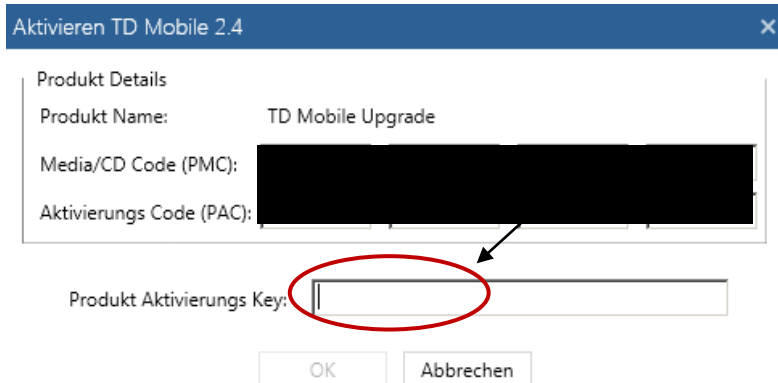 Aktivieren TD Mobile 2.4
Produkt Details
Produkt Name: TD Mobile Upgrade
Media/CD Code (PMC):
Aktivierungs Code (PAC):
Produkt Aktivierungs Key:
OK Abbrechen